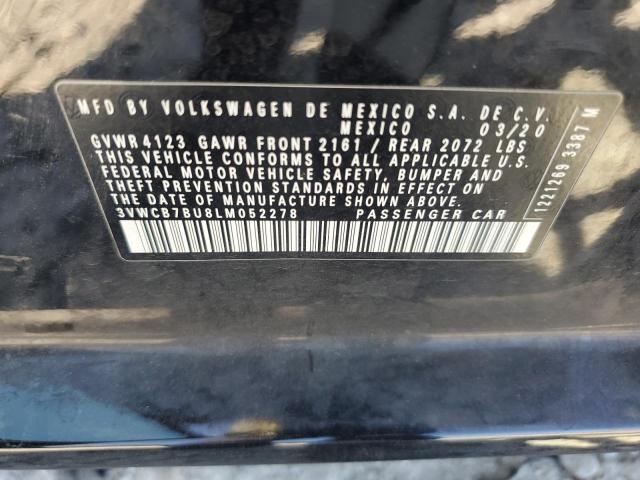 MFD BY VOLKSWAGEN DE MEXICO S.A. DE C.V.
MEXICO 03/20
GVWR 4123 GAWR FRONT 2161 / REAR 2072 LBS
THIS VEHICLE CONFORMS TO ALL APPLICABLE U.S.
FEDERAL MOTOR VEHICLE SAFETY, BUMPER AND
THEFT PREVENTION STANDARDS IN EFFECT ON
THE DATE OF MANUFACTURE SHOWN ABOVE.
3VWCB7BU8LM052278 PASSENGER CAR
1221269 3387 M